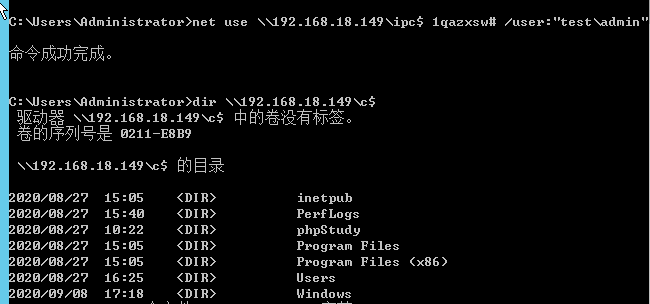 C:\Users\Administrator>net use \\192.168.18.149\ipc$ 1qazxsw# /user:"test\admin"
命令成功完成。
C:\Users\Administrator>dir \\192.168.18.149\c$
驱动器 \\192.168.18.149\c$ 中的卷没有标签。
卷的序列号是 0211-E8B9
\\192.168.18.149\c$ 的目录
2020/08/27 15:05 <DIR> inetpub
2020/08/27 15:40 <DIR> PerfLogs
2020/08/27 10:22 <DIR> phpStudy
2020/08/27 15:05 <DIR> Program Files
2020/08/27 15:05 <DIR> Program Files (x86)
2020/08/27 16:25 <DIR> Users
2020/09/08 17:18 <DIR> Windows